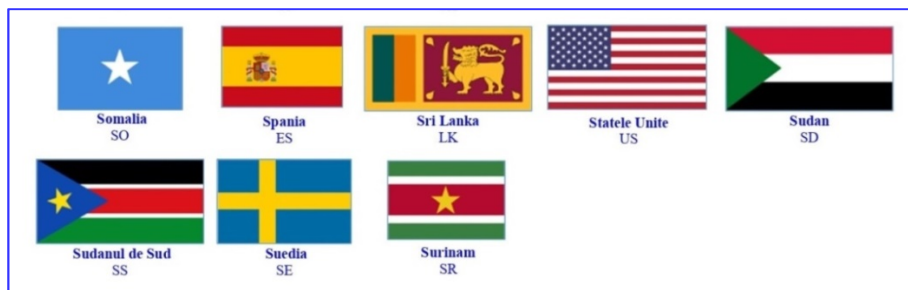 Somalia
SO
Spania
ES
Sri Lanka
LK
Statele Unite
US
Sudan
SD
Sudanul de Sud
SS
Suedia
SE
Surinam
SR